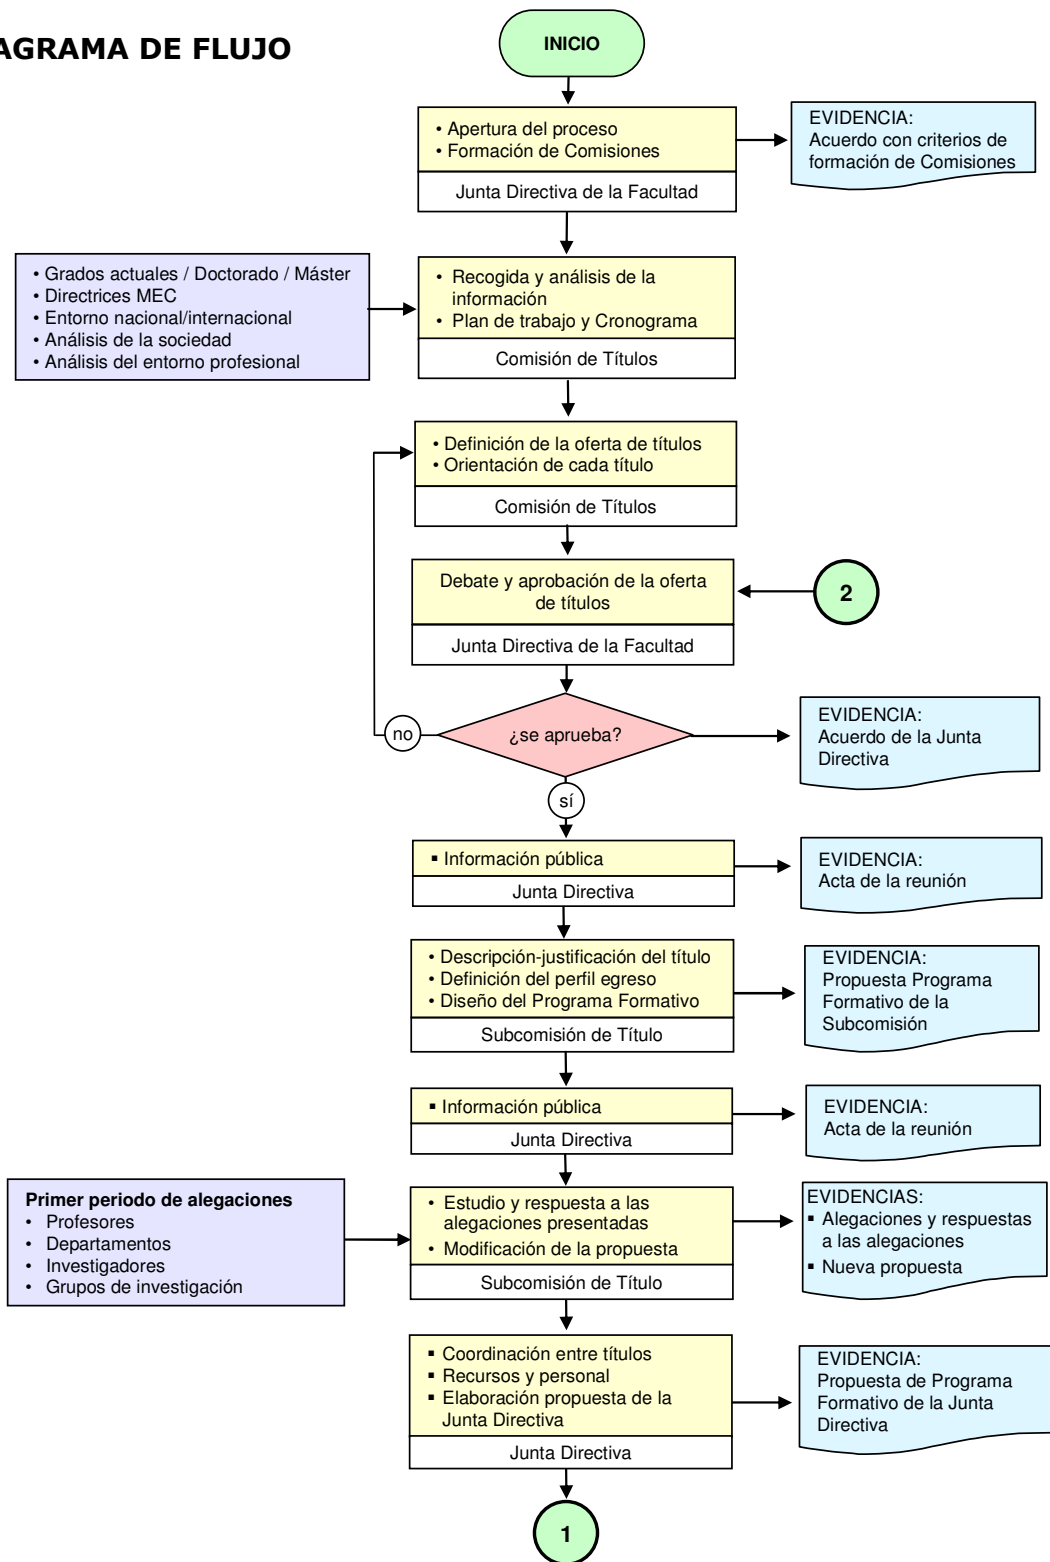 AGRAMA DE FLUJO
INICIO
• Apertura del proceso
• Formación de Comisiones
Junta Directiva de la Facultad
EVIDENCIA:
Acuerdo con criterios de
formación de Comisiones
• Grados actuales / Doctorado / Máster
• Directrices MEC
• Entorno nacional/internacional
• Análisis de la sociedad
• Análisis del entorno profesional
• Recogida y análisis de la
información
• Plan de trabajo y Cronograma
Comisión de Títulos
• Definición de la oferta de títulos
• Orientación de cada título
Comisión de Títulos
Debate y aprobación de la oferta
de títulos
Junta Directiva de la Facultad
2
no
¿se aprueba?
EVIDENCIA:
Acuerdo de la Junta
Directiva
sí
▪ Información pública
Junta Directiva
EVIDENCIA:
Acta de la reunión
• Descripción-justificación del título
• Definición del perfil egreso
• Diseño del Programa Formativo
Subcomisión de Título
EVIDENCIA:
Propuesta Programa
Formativo de la
Subcomisión
▪ Información pública
Junta Directiva
EVIDENCIA:
Acta de la reunión
Primer periodo de alegaciones
• Profesores
• Departamentos
• Investigadores
• Grupos de investigación
• Estudio y respuesta a las
alegaciones presentadas
• Modificación de la propuesta
Subcomisión de Título
EVIDENCIAS:
▪ Alegaciones y respuestas
a las alegaciones
▪ Nueva propuesta
▪ Coordinación entre títulos
▪ Recursos y personal
▪ Elaboración propuesta de la
Junta Directiva
Junta Directiva
EVIDENCIA:
Propuesta de Programa
Formativo de la Junta
Directiva
1